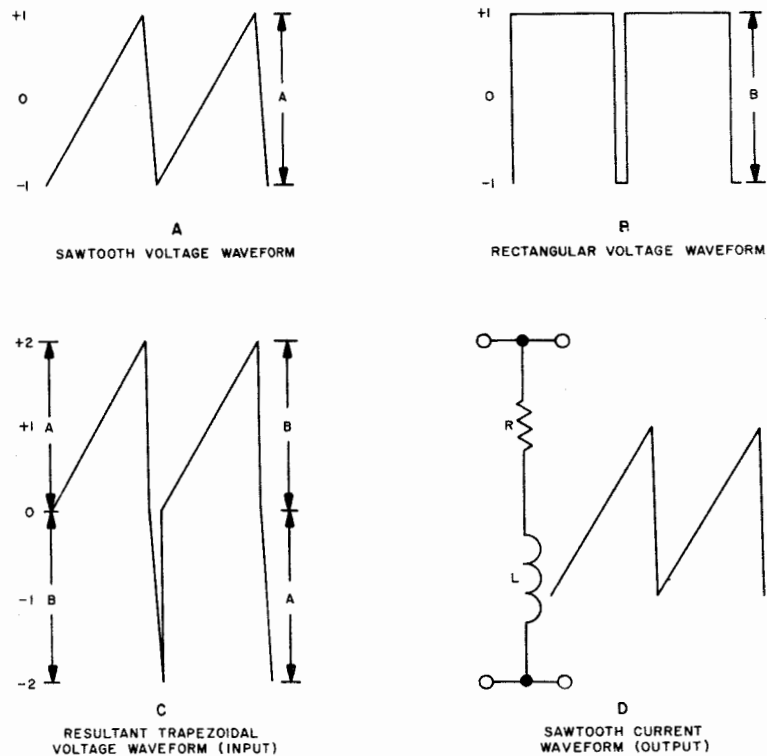 +1
0
-1
A
A
SAWTOOTH VOLTAGE WAVEFORM
+1
0
-1
B
B
RECTANGULAR VOLTAGE WAVEFORM
+2
+1
0
-1
-2
A
B
B
A
C
RESULTANT TRAPEZOIDAL
VOLTAGE WAVEFORM (INPUT)
R
L
D
SAWTOOTH CURRENT
WAVEFORM (OUTPUT)